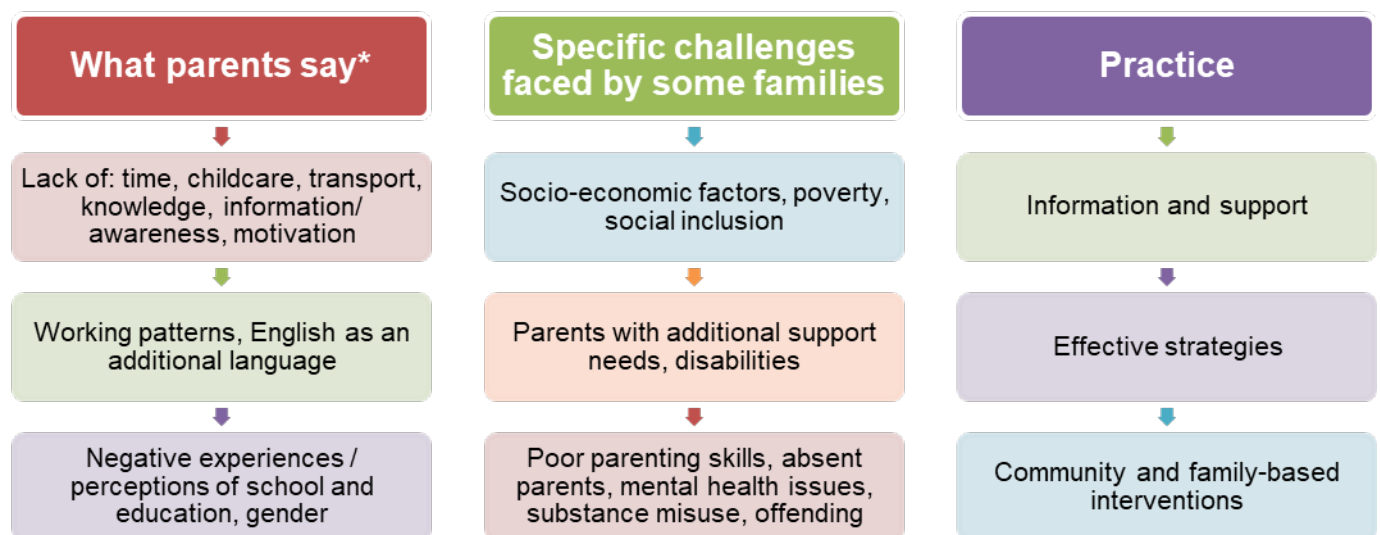 What parents say*
Lack of: time, childcare, transport,
knowledge, information/
awareness, motivation
Working patterns, English as an
additional language
Negative experiences /
perceptions of school and
education, gender
Specific challenges
faced by some families
Socio-economic factors, poverty,
social inclusion
Parents with additional support
needs, disabilities
Poor parenting skills, absent
parents, mental health issues,
substance misuse, offending
Practice
Information and support
Effective strategies
Community and family-based
interventions